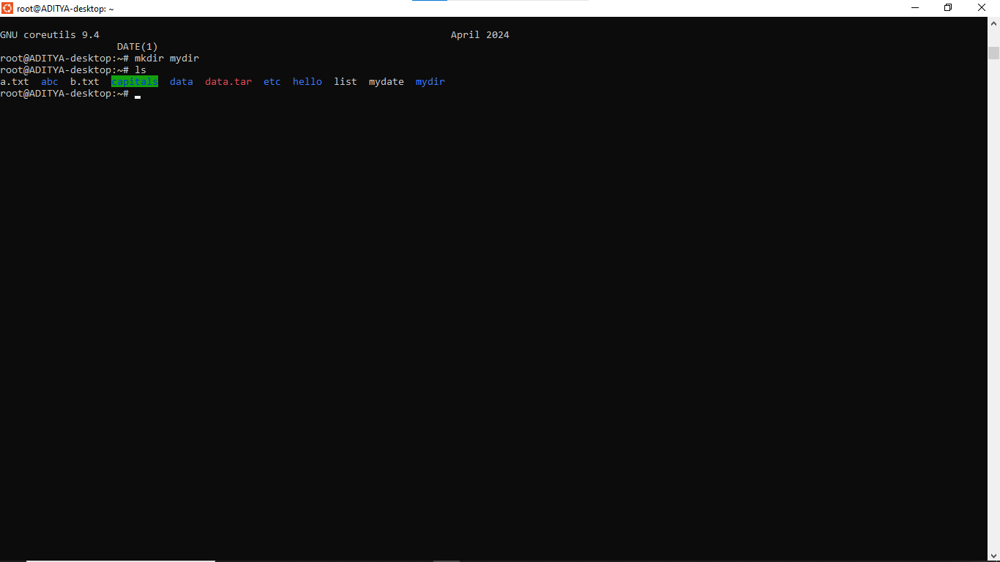 root@ADITYA-desktop: ~
GNU coreutils 9.4 April 2024
DATE(1)
root@ADITYA-desktop:~# mkdir mydir
root@ADITYA-desktop:~# ls
a.txt abc b.txt capitals data data.tar etc hello list mydate mydir
root@ADITYA-desktop:~#